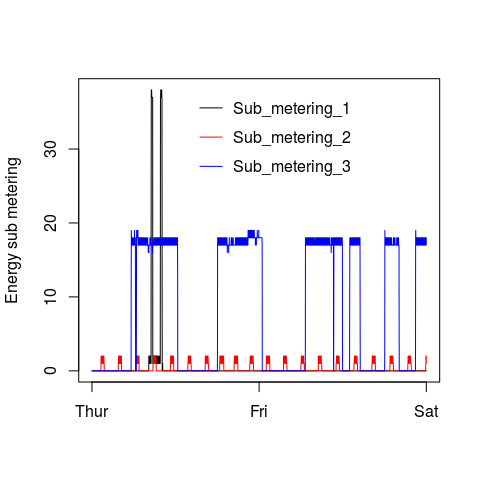 Sub_metering_1
Sub_metering_2
Sub_metering_3
Energy sub metering
30
20
10
0
Thur Fri Sat